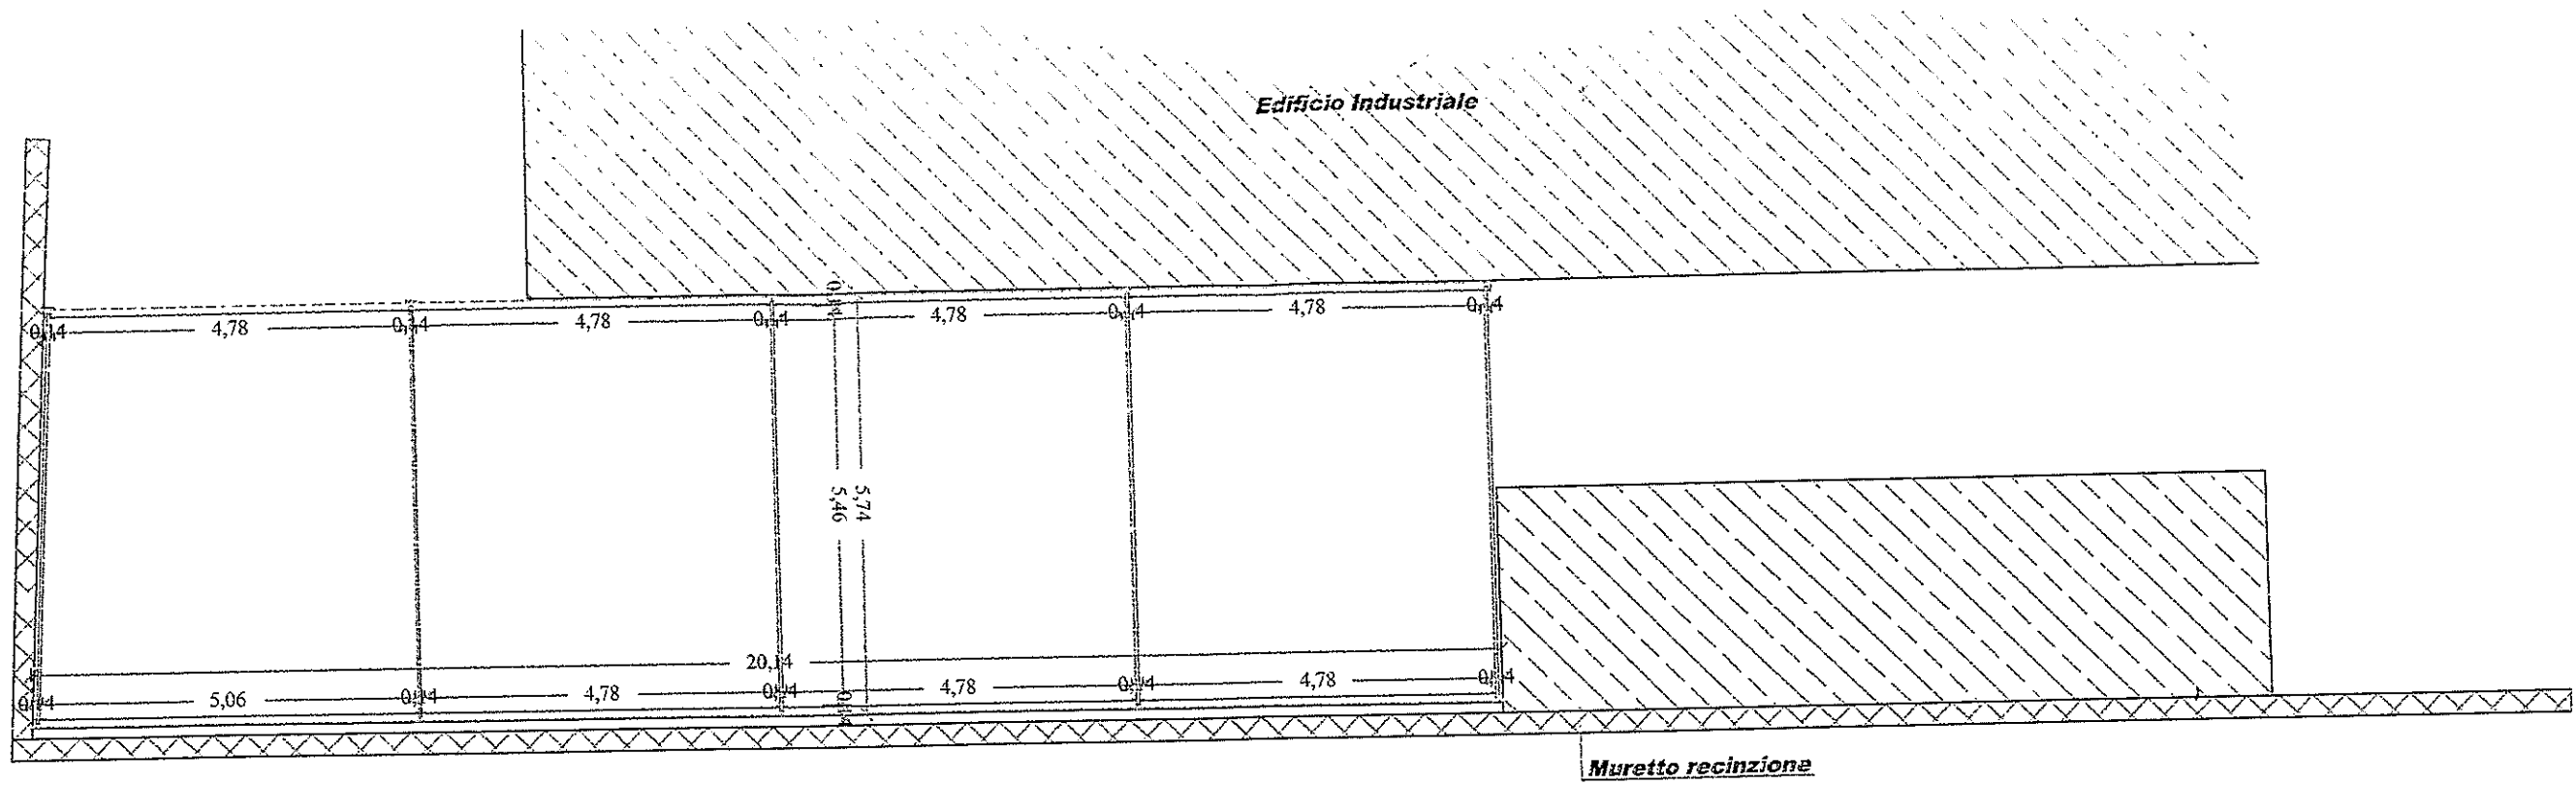 Edificio Industriale
0,14 4,78 0,14 4,78 0,14 4,78 0,14 4,78 0,14
0,14
5,74
5,46
20,14
0,14 5,06 0,14 4,78 0,14 4,78 0,14 4,78 0,14
0,14
Muretto recinzione